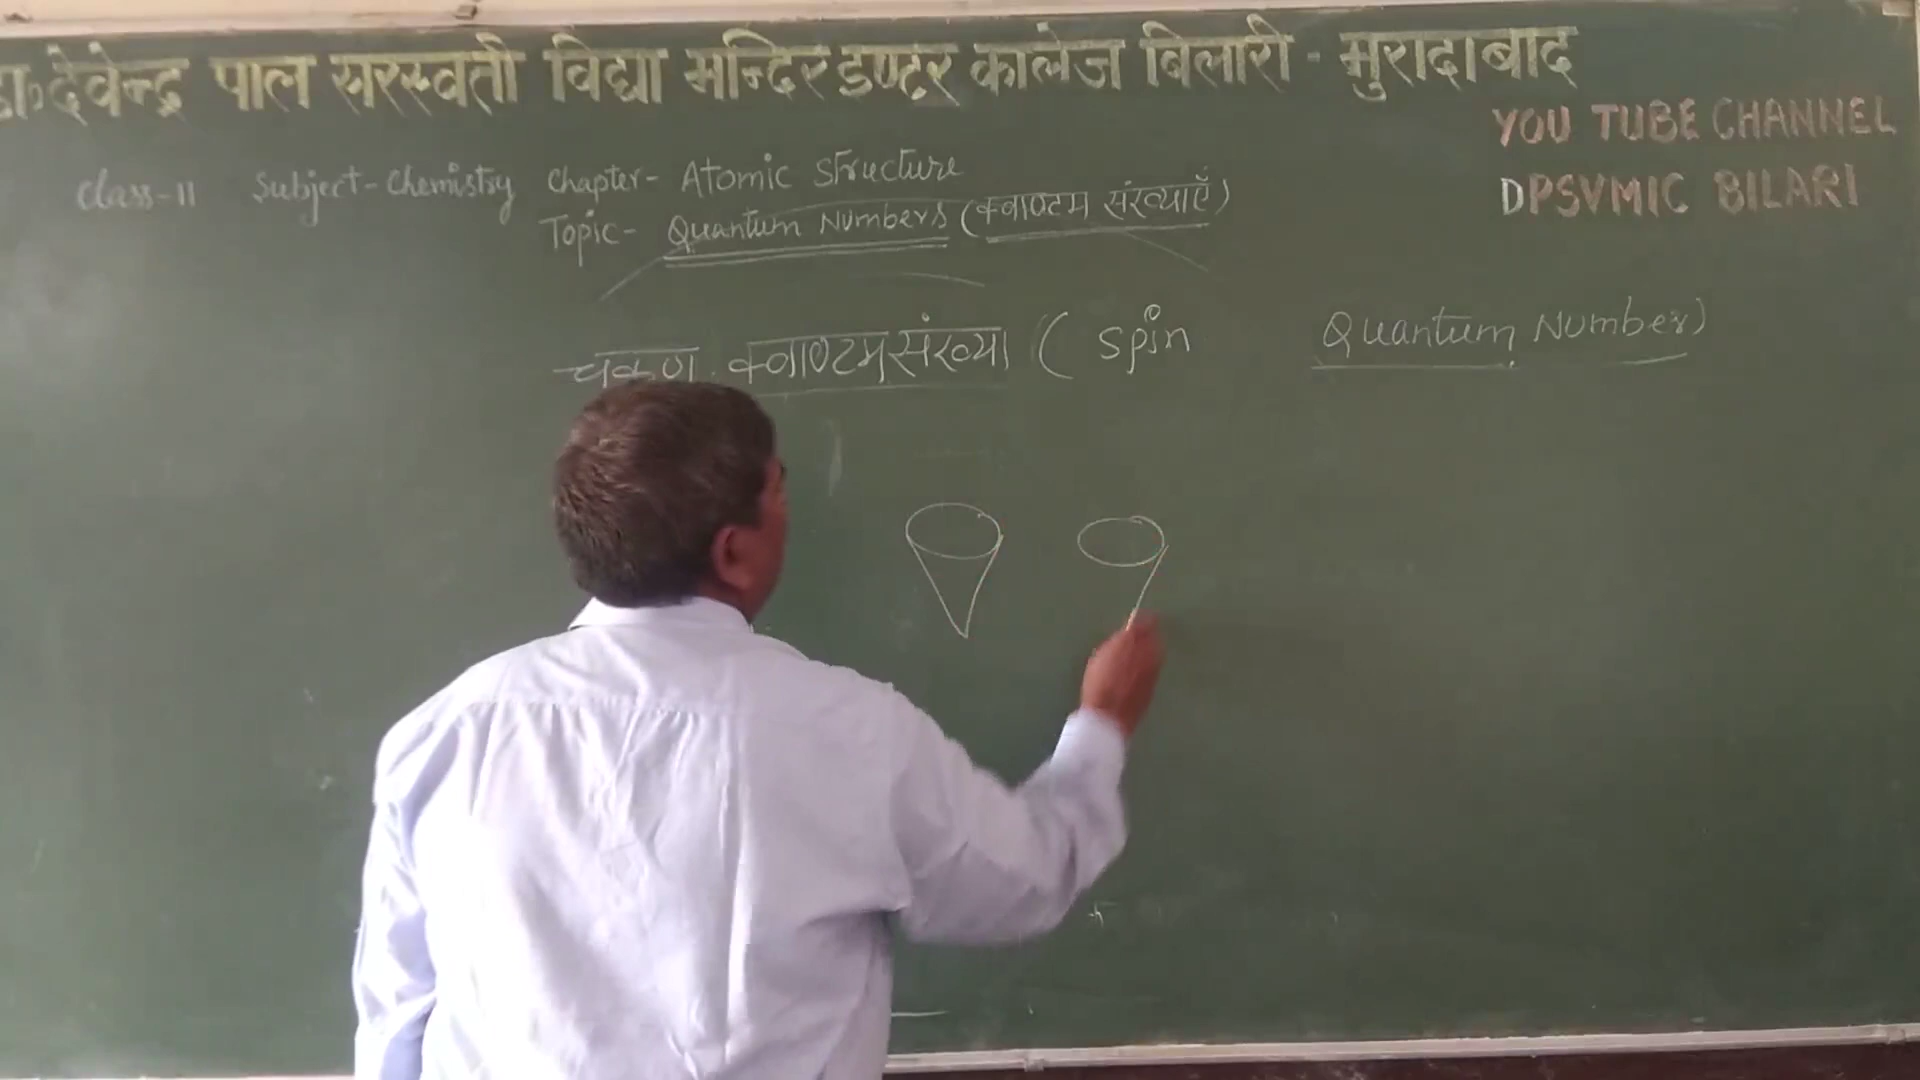 डा०देवेन्द्र पाल सरस्वती विद्या मन्दिर इण्टर कालेज बिलारी - मुरादाबाद
YOU TUBE CHANNEL
DPSVMIC BILARI
Class-11 Subject-Chemistry Chapter- Atomic Structure
Topic- Quantum Numbers (क्वाण्टम संख्याएँ)
चक्रण क्वाण्टम संख्या ( Spin Quantum Number)